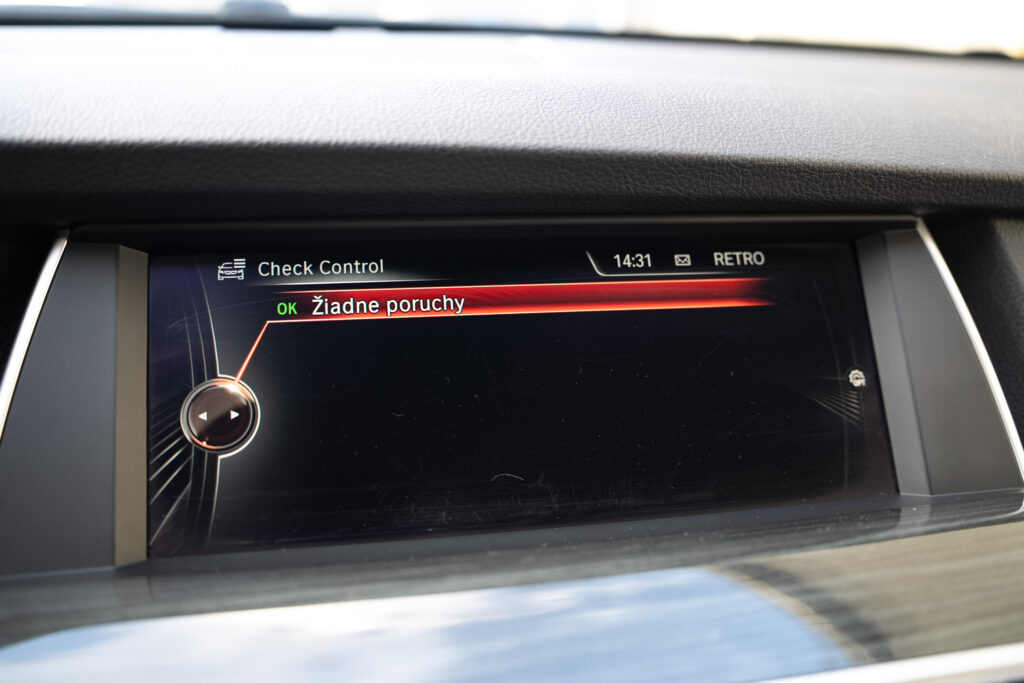 Check Control
14:31 RETRO
OK Žiadne poruchy